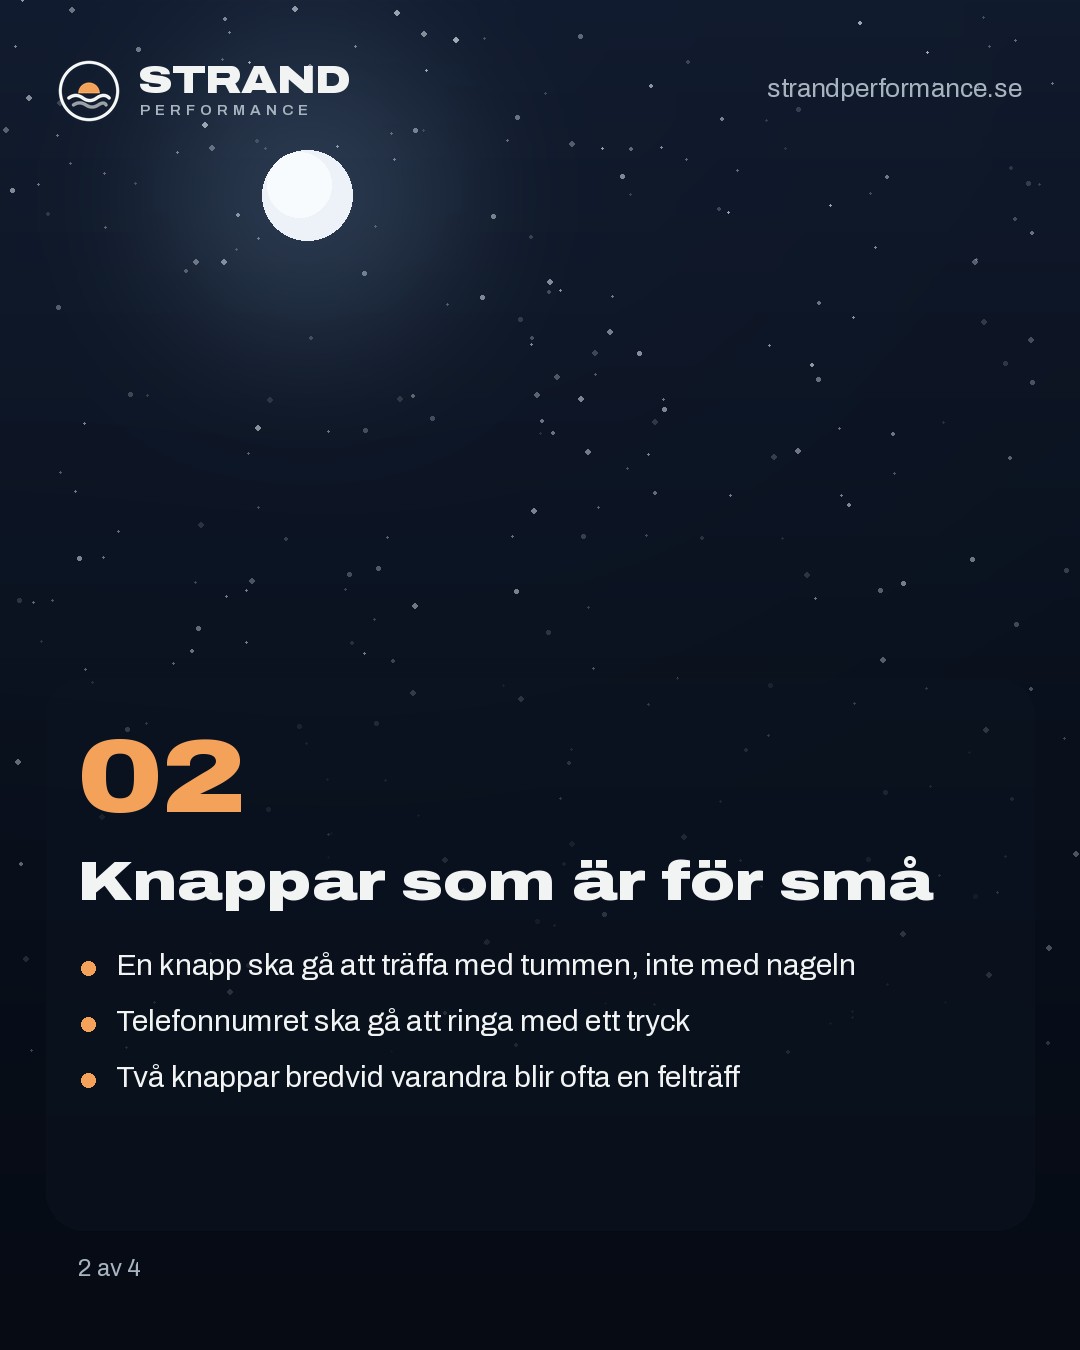 STRAND
PERFORMANCE
strandperformance.se
02
Knappar som är för små
En knapp ska gå att träffa med tummen, inte med nageln
Telefonnumret ska gå att ringa med ett tryck
Två knappar bredvid varandra blir ofta en felträff
2 av 4